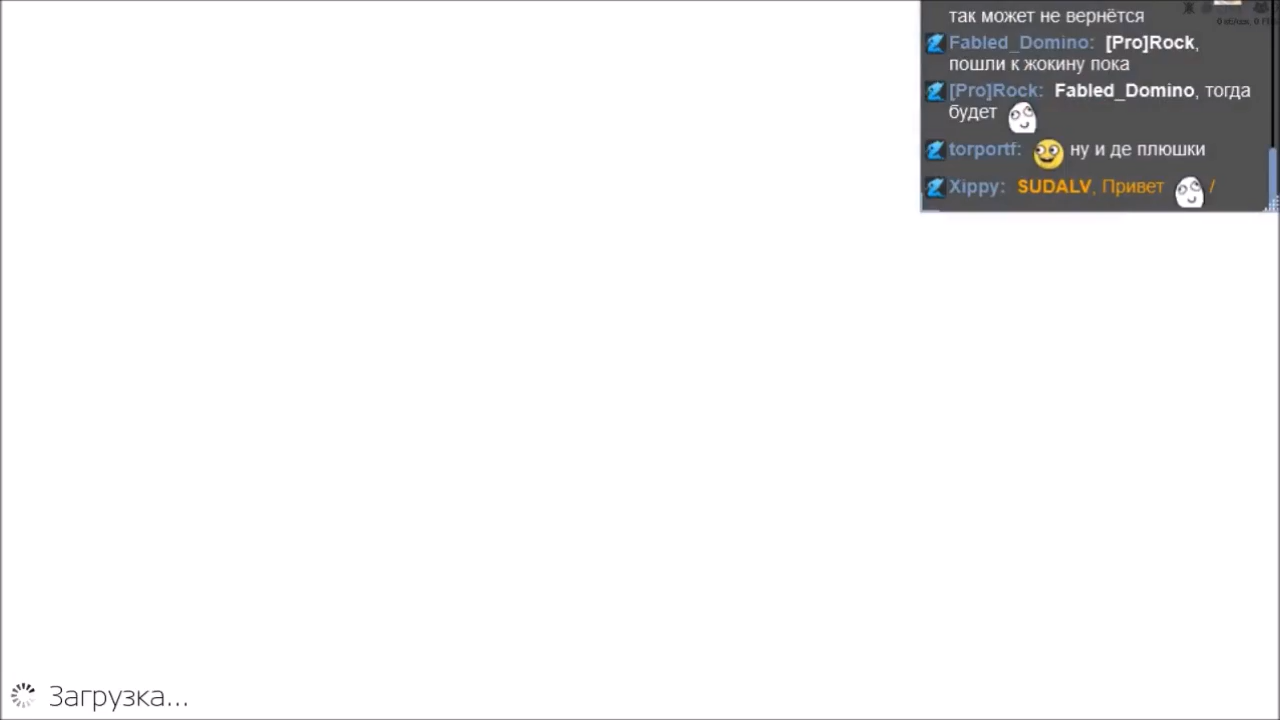 так может не вернётся
Fabled_Domino: [Pro]Rock,
пошли к жокину пока
[Pro]Rock: Fabled_Domino, тогда
будет
torportf: ну и де плюшки
Xippy: SUDALV, Привет /
Загрузка...